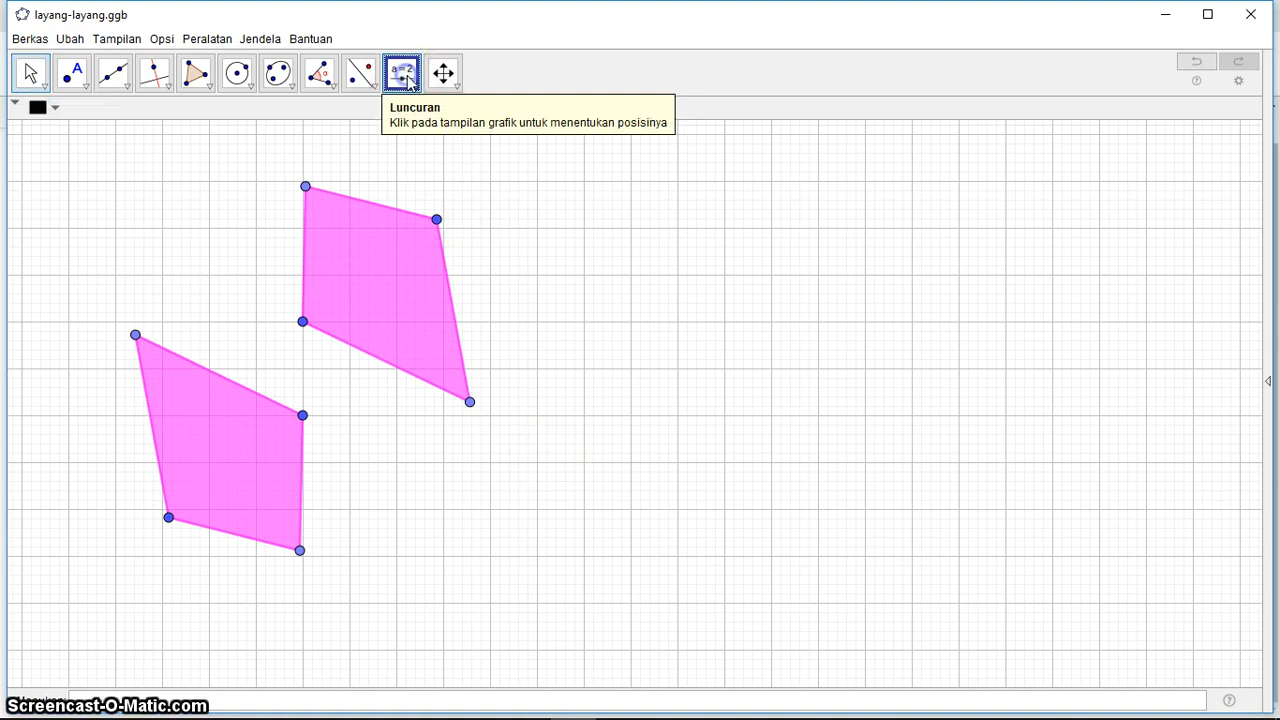 layang-layang.ggb
Berkas Ubah Tampilan Opsi Peralatan Jendela Bantuan
A
α
a=2
Luncuran
Klik pada tampilan grafik untuk menentukan posisinya
Screencast-O-Matic.com